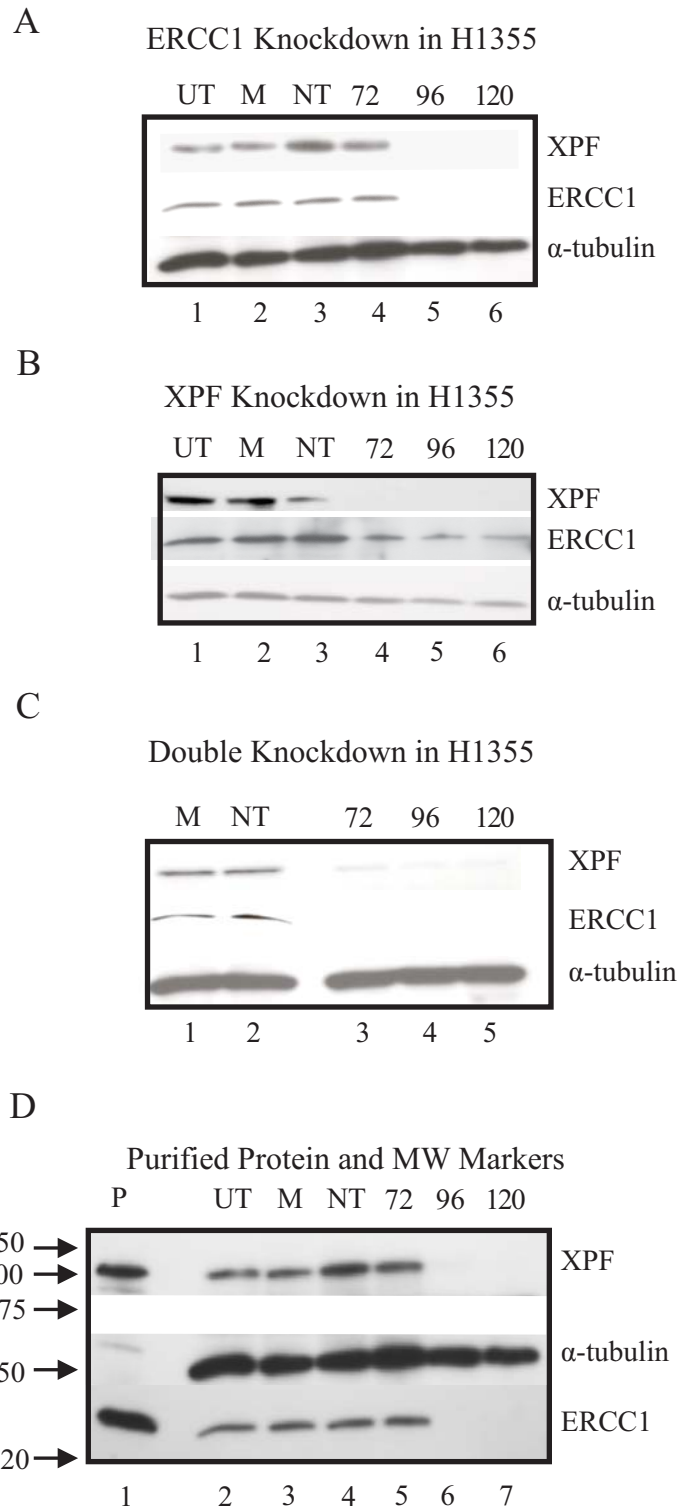 A
ERCC1 Knockdown in H1355
UT M NT 72 96 120
XPF
ERCC1
α-tubulin
1 2 3 4 5 6
B
XPF Knockdown in H1355
UT M NT 72 96 120
XPF
ERCC1
α-tubulin
1 2 3 4 5 6
C
Double Knockdown in H1355
M NT 72 96 120
XPF
ERCC1
α-tubulin
1 2 3 4 5
D
Purified Protein and MW Markers
P UT M NT 72 96 120
50
XPF
00
75
α-tubulin
50
ERCC1
20
1 2 3 4 5 6 7